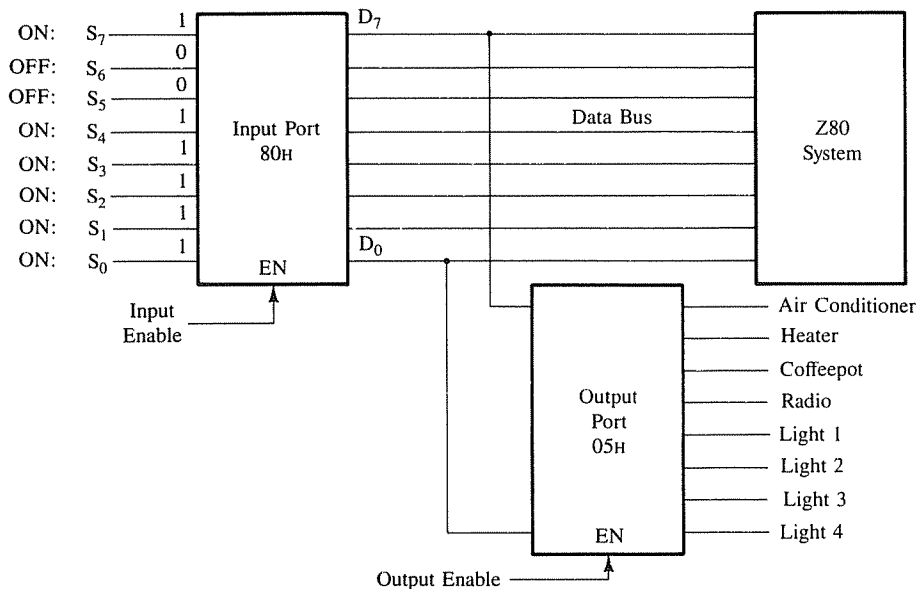 ON: S7 1 D7
OFF: S6 0
OFF: S5 0
ON: S4 1
ON: S3 1
ON: S2 1
ON: S1 1
ON: S0 1 D0
Input Port
80H
EN
Data Bus
Z80
System
Input
Enable
Output
Port
05H
EN
Air Conditioner
Heater
Coffeepot
Radio
Light 1
Light 2
Light 3
Light 4
Output Enable